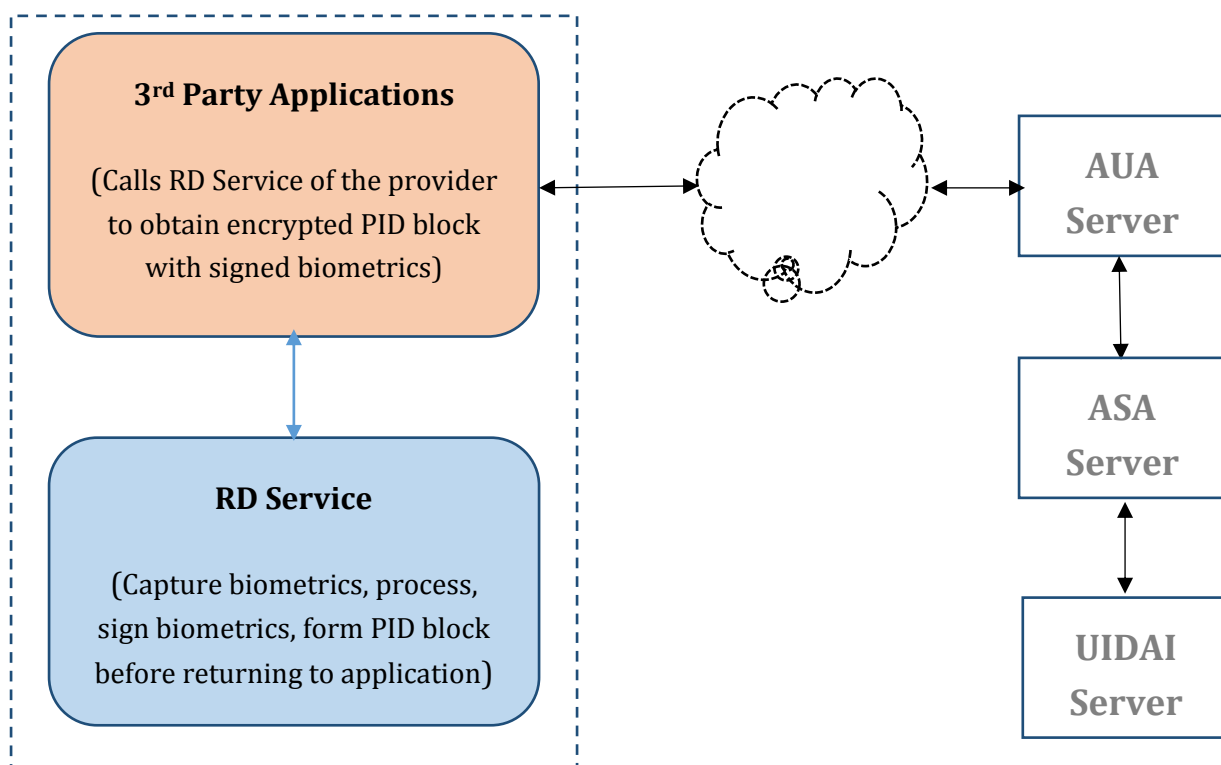 3rd Party Applications
(Calls RD Service of the provider
to obtain encrypted PID block
with signed biometrics)
RD Service
(Capture biometrics, process,
sign biometrics, form PID block
before returning to application)
AUA
Server
ASA
Server
UIDAI
Server